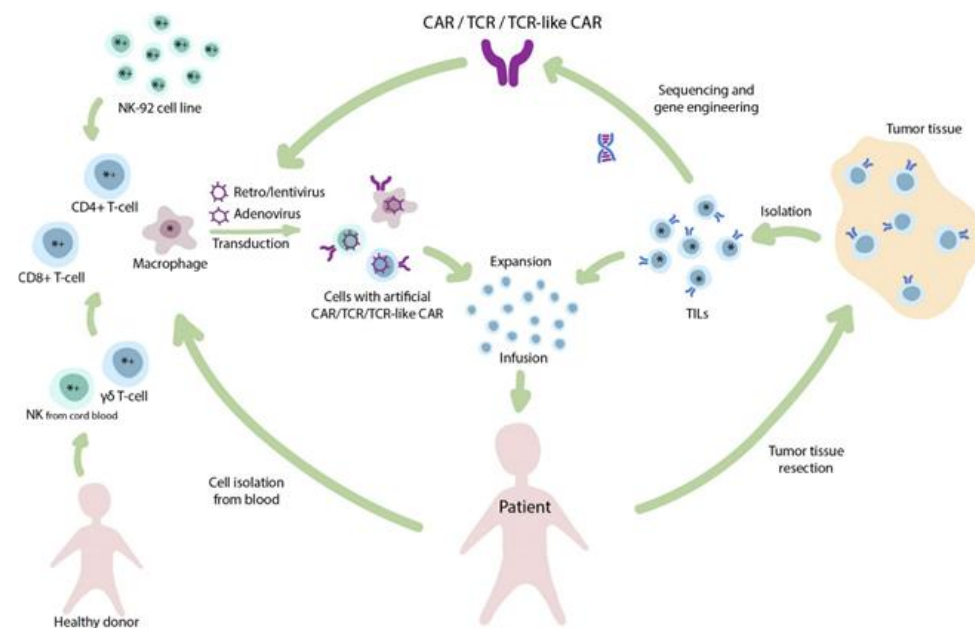 CAR / TCR / TCR-like CAR
NK-92 cell line
Sequencing and
gene engineering
Tumor tissue
CD4+ T-cell
Retro/lentivirus
Adenovirus
Transduction
Macrophage
CD8+ T-cell
Isolation
Expansion
Cells with artificial
CAR/TCR/TCR-like CAR
TILs
Infusion
γδ T-cell
NK from cord blood
Cell isolation
from blood
Patient
Tumor tissue
resection
Healthy donor